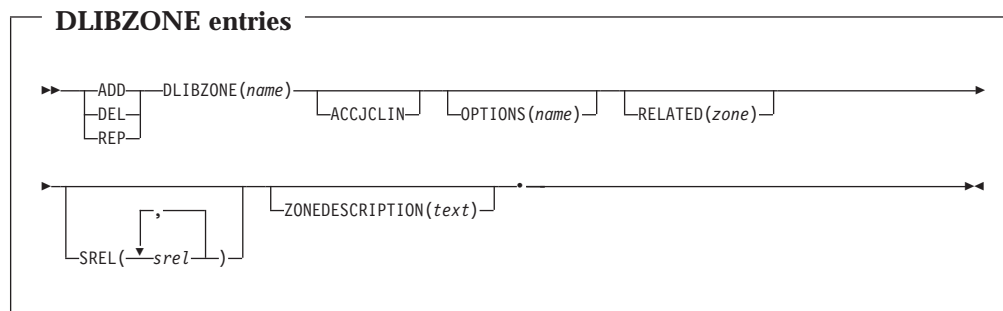 DLIBZONE entries
ADD DLIBZONE(name)
DEL
REP
ACCJCLIN
OPTIONS(name)
RELATED(zone)
,
SREL(srel)
ZONEDESCRIPTION(text)
.